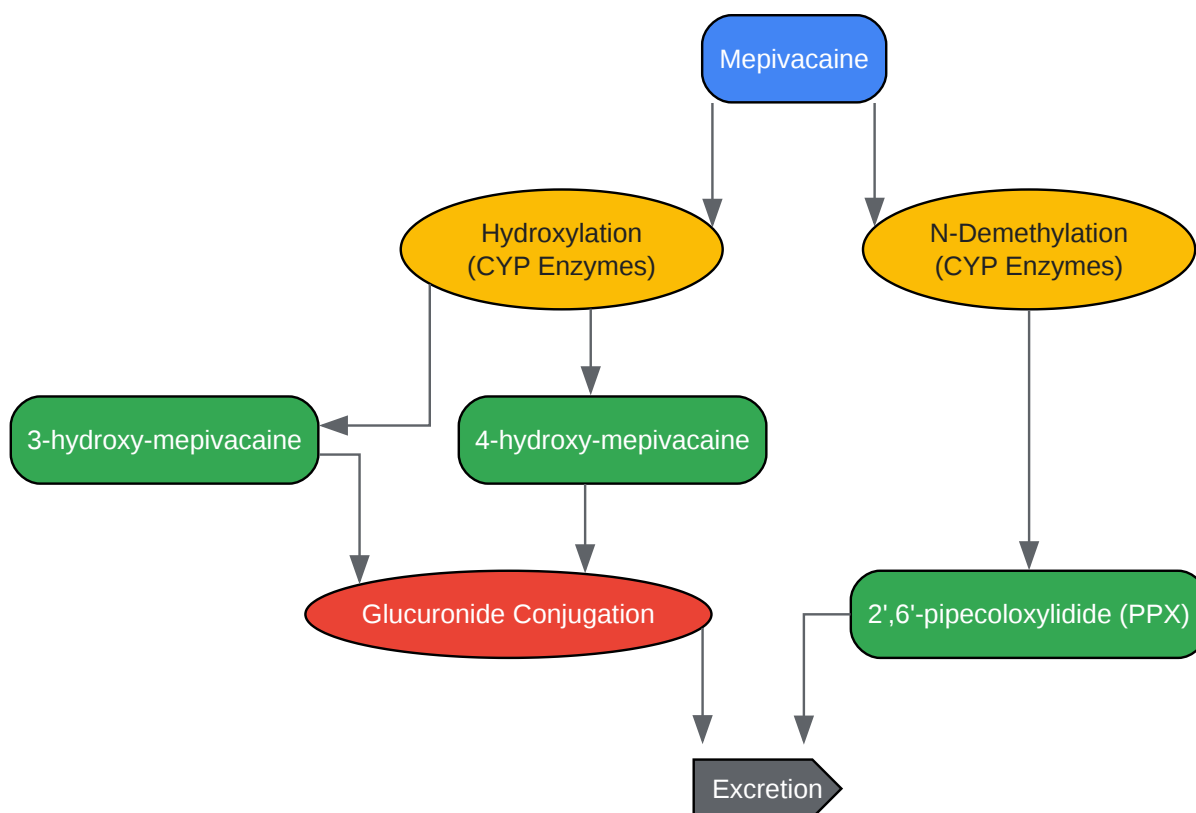 Mepivacaine
Hydroxylation
(CYP Enzymes)
N-Demethylation
(CYP Enzymes)
3-hydroxy-mepivacaine
4-hydroxy-mepivacaine
Glucuronide Conjugation
2',6'-pipecoloxylidide (PPX)
Excretion